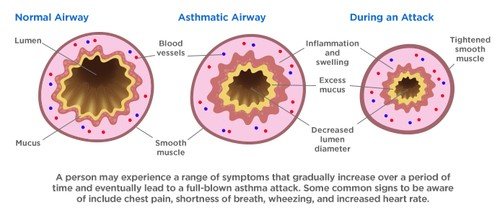 Normal Airway
Asthmatic Airway
During an Attack
Lumen
Blood
vessels
Inflammation
and
swelling
Tightened
smooth
muscle
Excess
mucus
Mucus
Smooth
muscle
Decreased
lumen
diameter
A person may experience a range of symptoms that gradually increase over a period of
time and eventually lead to a full-blown asthma attack. Some common signs to be aware
of include chest pain, shortness of breath, wheezing, and increased heart rate.